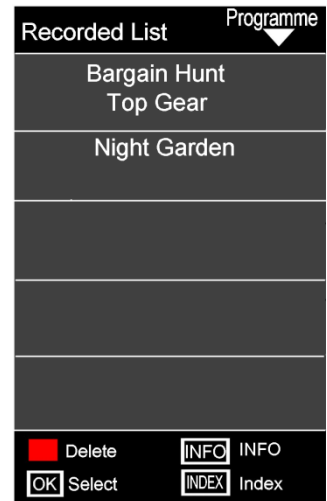 Recorded List Programme
Bargain Hunt
Top Gear
Night Garden
Delete INFO INFO
OK Select INDEX Index